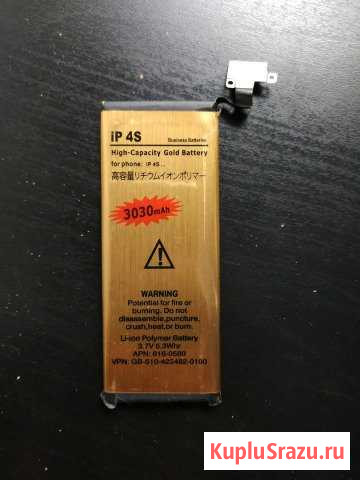 iP 4S
Business Batteries
High-Capacity Gold Battery
for phone: iP 4S
高容量リチウムイオンポリマー
3030mAh
WARNING
Potential for fire or
burning. Do not
disassemble,puncture,
crush,heat,or burn.
Li-ion Polymer Battery
3.7V 5.3Whr
APN: 616-0580
VPN: GB-S10-423482-0100
KupluSrazu.ru